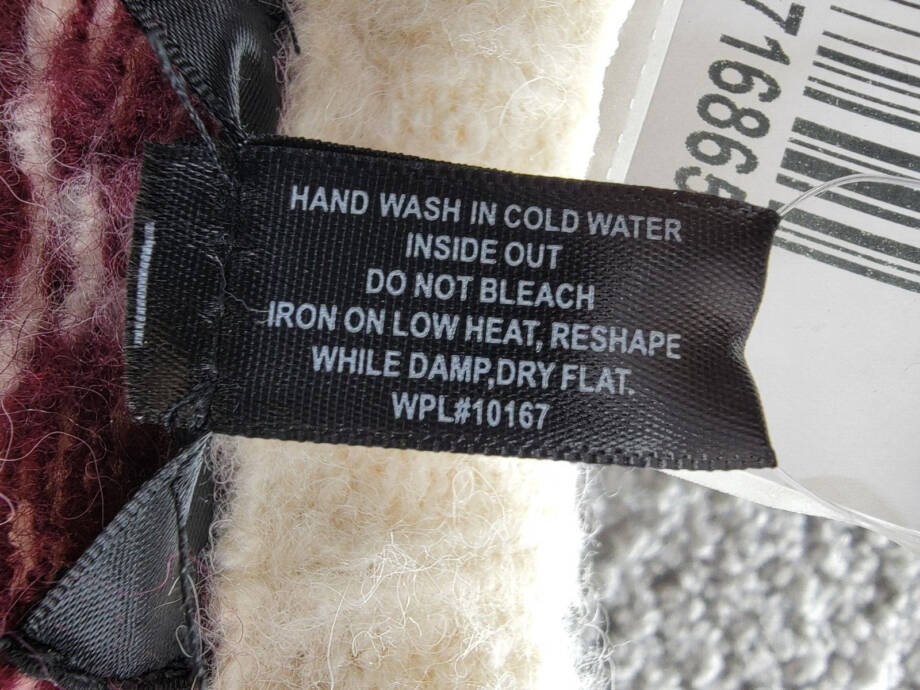 HAND WASH IN COLD WATER
INSIDE OUT
DO NOT BLEACH
IRON ON LOW HEAT, RESHAPE
WHILE DAMP,DRY FLAT.
WPL#10167